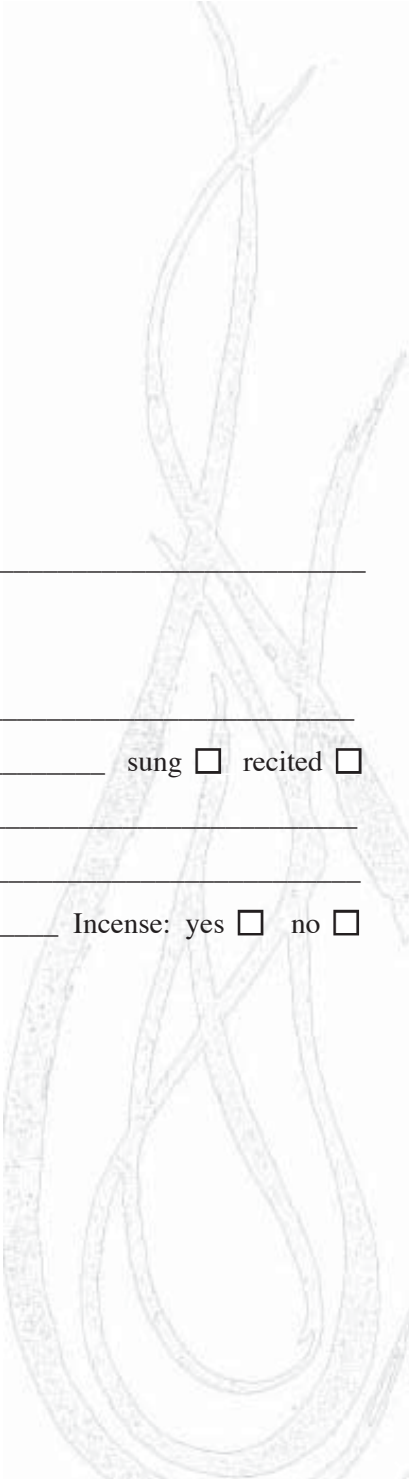 sung ☐ recited ☐
Incense: yes ☐ no ☐